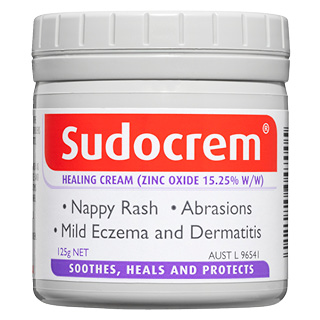 Sudocrem®
HEALING CREAM (ZINC OXIDE 15.25% W/W)
• Nappy Rash • Abrasions
• Mild Eczema and Dermatitis
125g NET
AUST L 96541
SOOTHES, HEALS AND PROTECTS